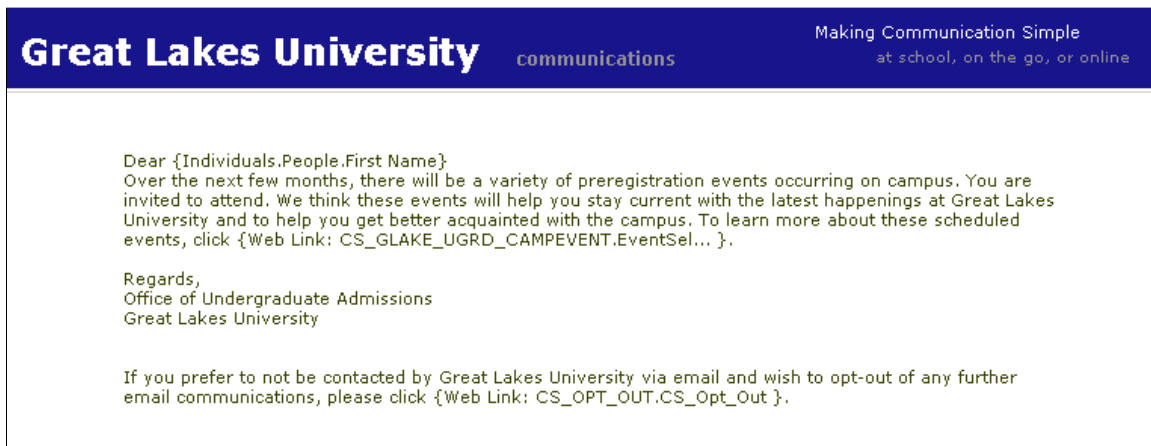 Great Lakes University communications
Making Communication Simple
at school, on the go, or online
Dear {Individuals.People.First Name}
Over the next few months, there will be a variety of preregistration events occurring on campus. You are
invited to attend. We think these events will help you stay current with the latest happenings at Great Lakes
University and to help you get better acquainted with the campus. To learn more about these scheduled
events, click {Web Link: CS_GLAKE_UGRD_CAMPEVENT.EventSel... }.
Regards,
Office of Undergraduate Admissions
Great Lakes University
If you prefer to not be contacted by Great Lakes University via email and wish to opt-out of any further
email communications, please click {Web Link: CS_OPT_OUT.CS_Opt_Out }.